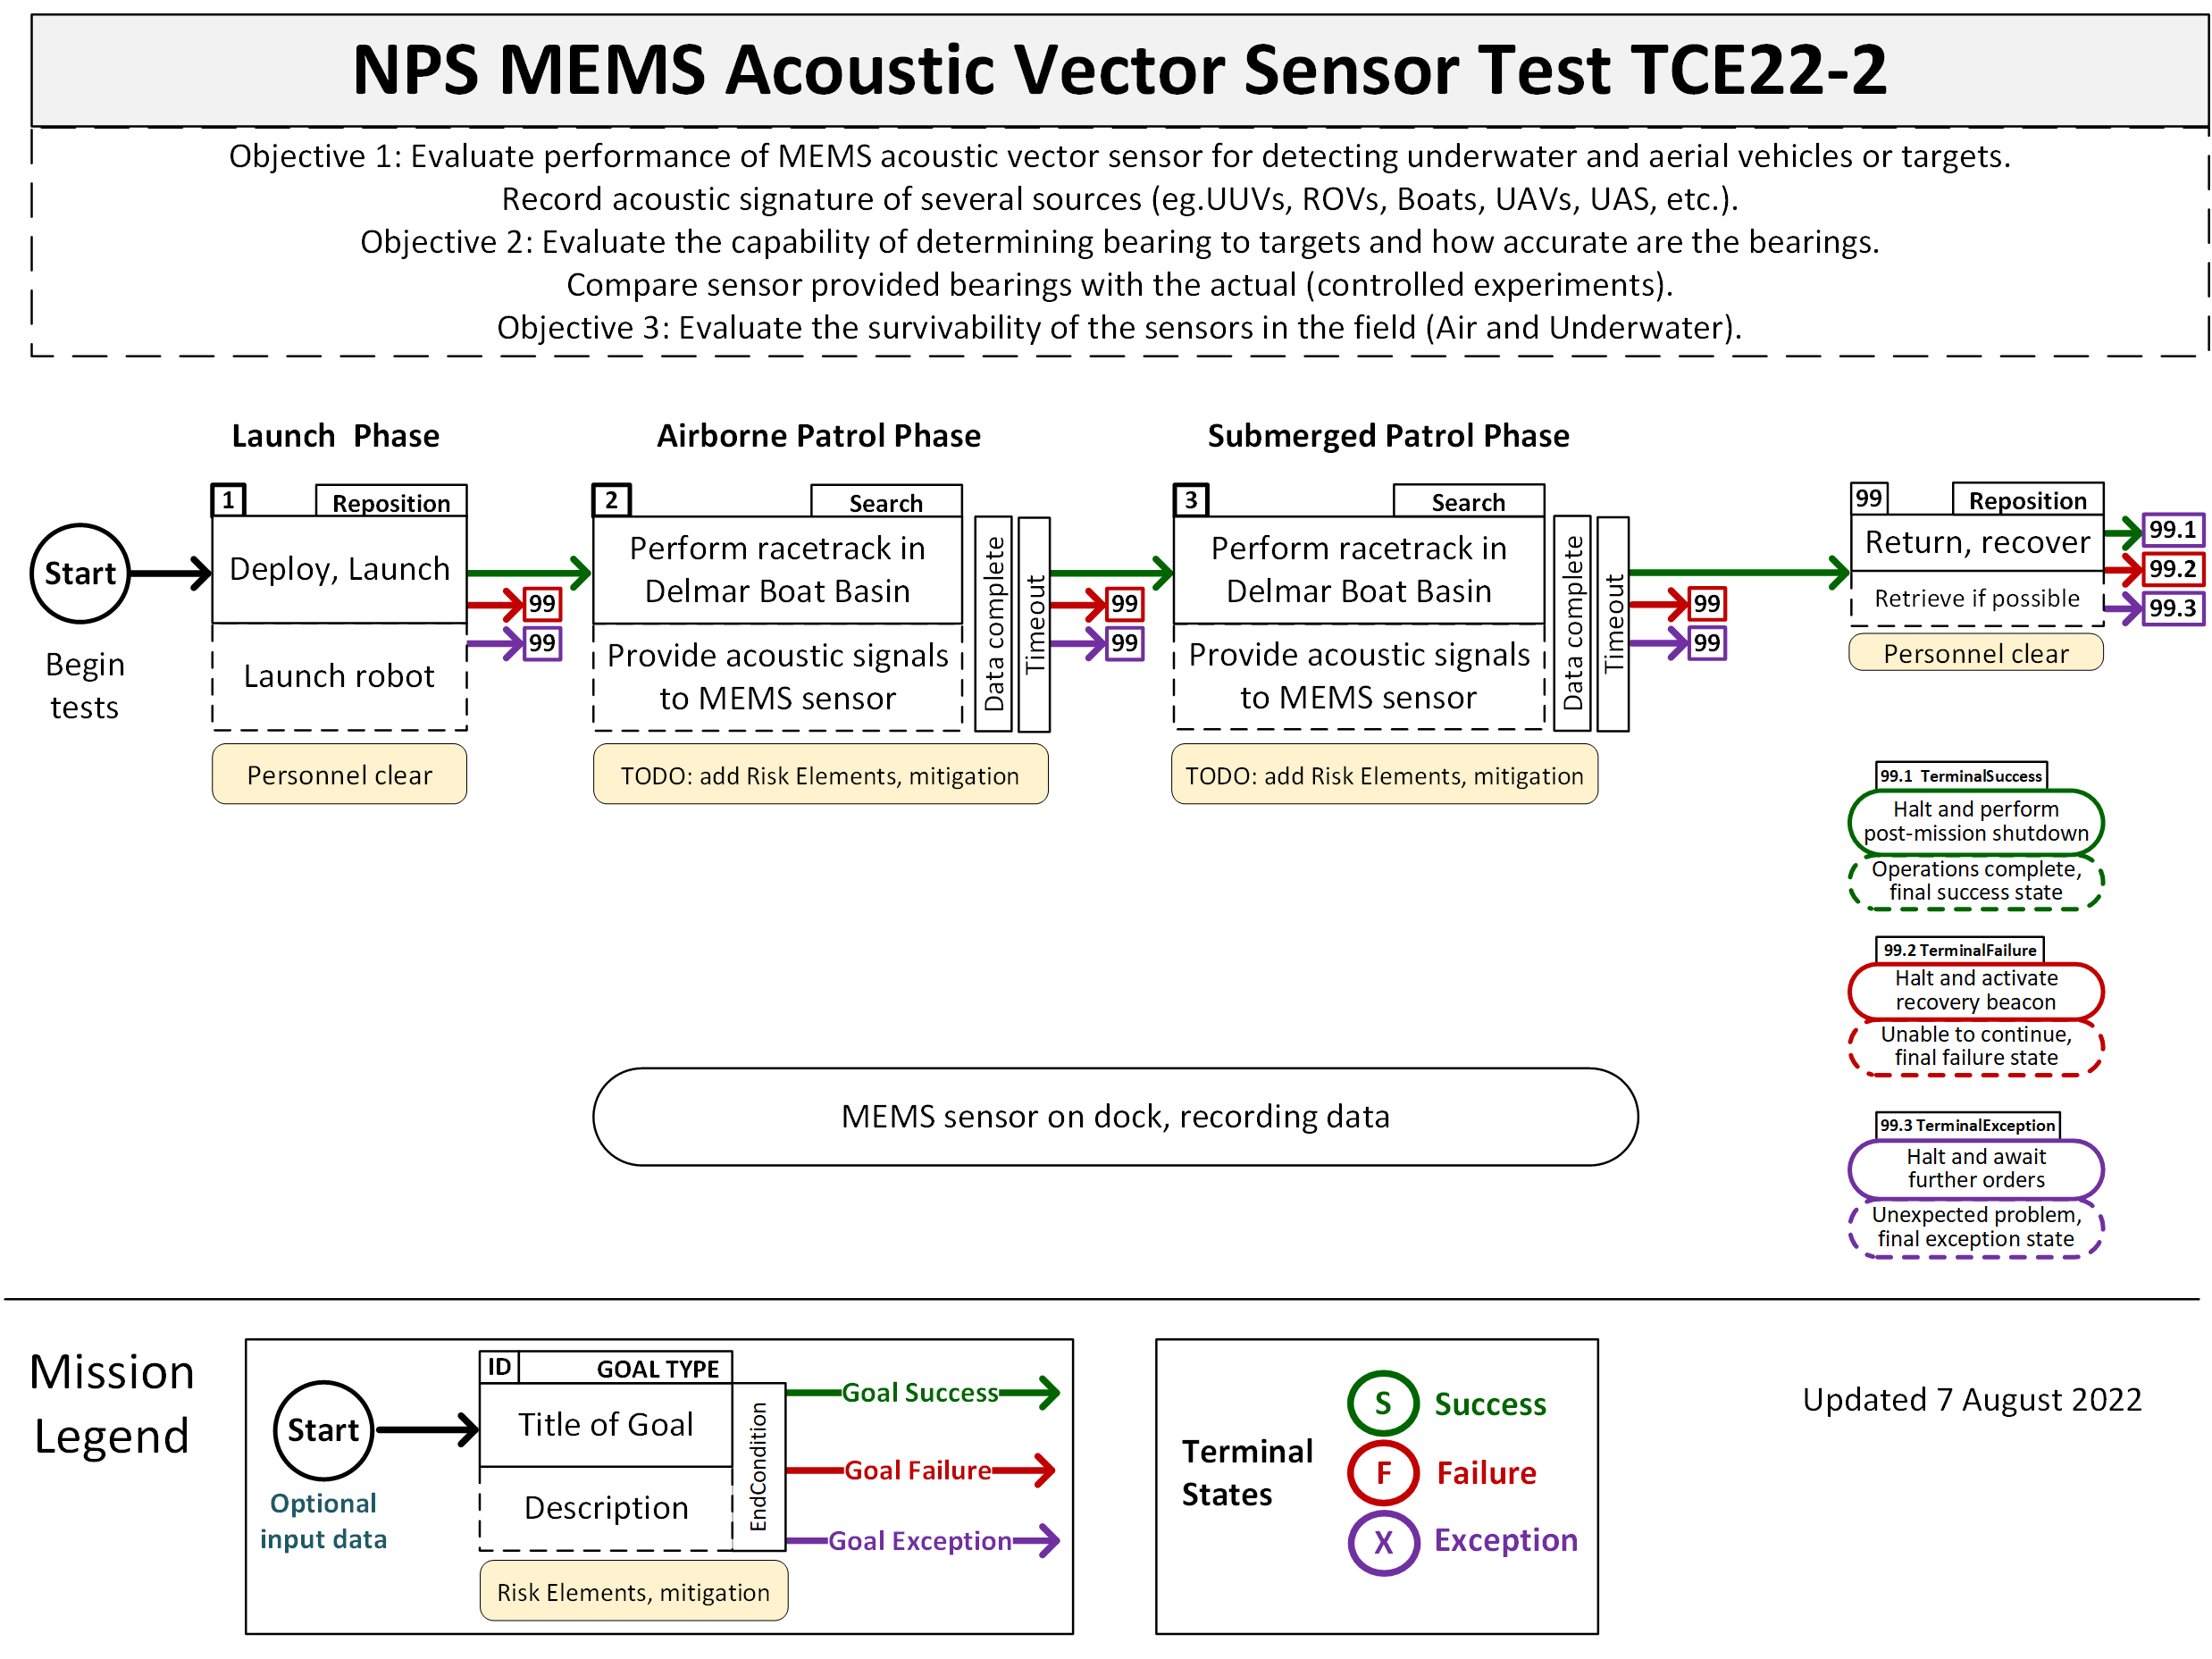 NPS MEMS Acoustic Vector Sensor Test TCE22-2
Objective 1: Evaluate performance of MEMS acoustic vector sensor for detecting underwater and aerial vehicles or targets.
Record acoustic signature of several sources (eg.UUVs, ROVs, Boats, UAVs, UAS, etc.).
Objective 2: Evaluate the capability of determining bearing to targets and how accurate are the bearings.
Compare sensor provided bearings with the actual (controlled experiments).
Objective 3: Evaluate the survivability of the sensors in the field (Air and Underwater).
Start
Begin
tests
Launch  Phase
1
Reposition
Deploy, Launch
Launch robot
Personnel clear
99
99
Airborne Patrol Phase
2
Search
Perform racetrack in
Delmar Boat Basin
Provide acoustic signals
to MEMS sensor
Data complete
Timeout
TODO: add Risk Elements, mitigation
99
99
Submerged Patrol Phase
3
Search
Perform racetrack in
Delmar Boat Basin
Provide acoustic signals
to MEMS sensor
Data complete
Timeout
TODO: add Risk Elements, mitigation
99
99
99
Reposition
Return, recover
Retrieve if possible
Personnel clear
99.1
99.2
99.3
99.1  TerminalSuccess
Halt and perform
post-mission shutdown
Operations complete,
final success state
99.2 TerminalFailure
Halt and activate
recovery beacon
Unable to continue,
final failure state
99.3 TerminalException
Halt and await
further orders
Unexpected problem,
final exception state
MEMS sensor on dock, recording data
Mission
Legend
Start
Optional
input data
ID
GOAL TYPE
Title of Goal
Description
EndCondition
Risk Elements, mitigation
Goal Success
Goal Failure
Goal Exception
Terminal
States
S
Success
F
Failure
X
Exception
Updated 7 August 2022